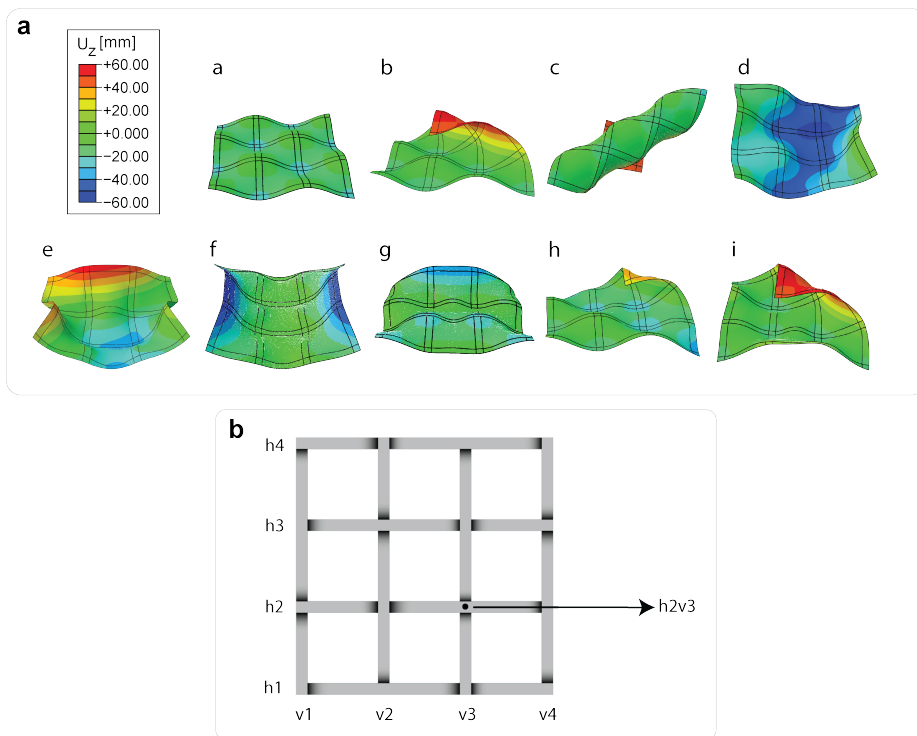 a
U_z [mm]
+60.00
+40.00
+20.00
+0.000
−20.00
−40.00
−60.00
a
b
c
d
e
f
g
h
i
b
h4
h3
h2
h2v3
h1
v1
v2
v3
v4